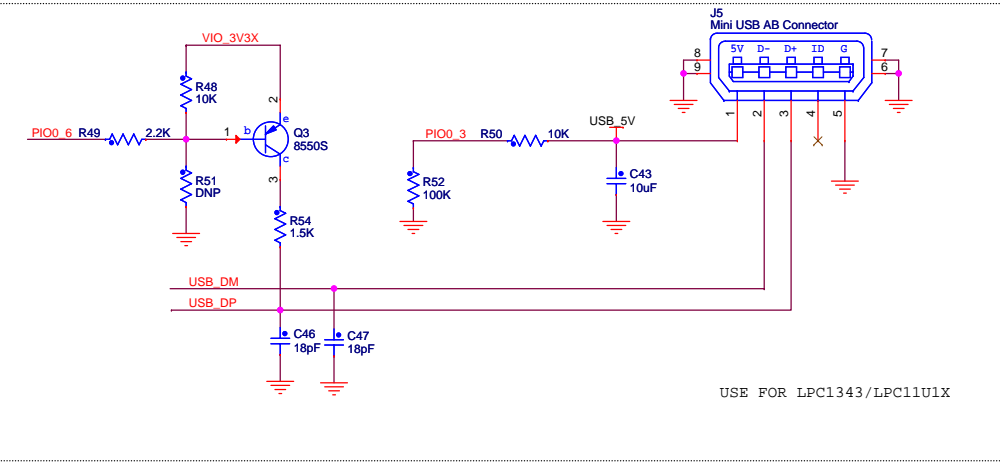 J5
Mini USB AB Connector
VIO_3V3X
8
9
5V D- D+ ID G
7
6
R48
10K
2
e
PIO0_6 R49 2.2K
1 b
Q3
8550S
c
3
R51
DNP
R54
1.5K
PIO0_3 R50 10K
USB_5V
1 2 3 4 5
R52
100K
C43
10uF
USB_DM
USB_DP
C46
18pF
C47
18pF
USE FOR LPC1343/LPC11U1X